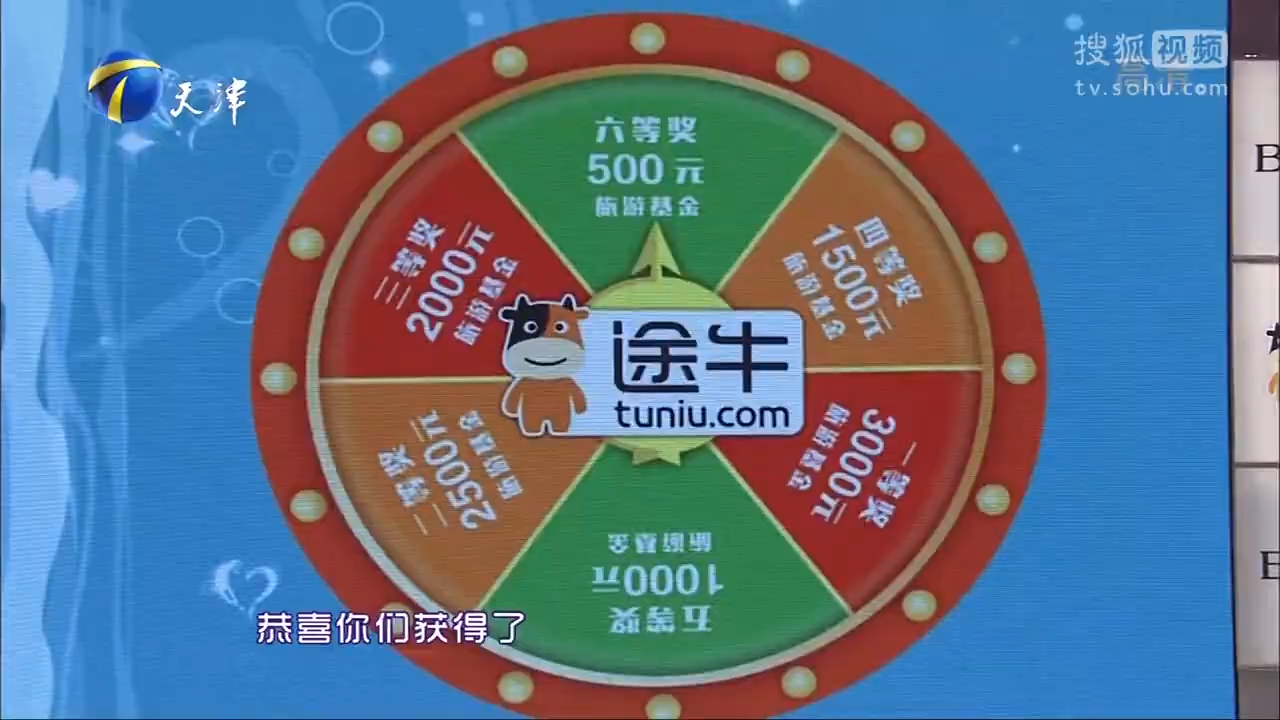 天津
搜狐视频
高清
tv.sohu.com
六等奖
500元
旅游基金
四等奖
1500元
旅游基金
三等奖
2000元
旅游基金
途牛
tuniu.com
二等奖
2500元
旅游基金
一等奖
3000元
旅游基金
五等奖
1000元
旅游基金
恭喜你们获得了